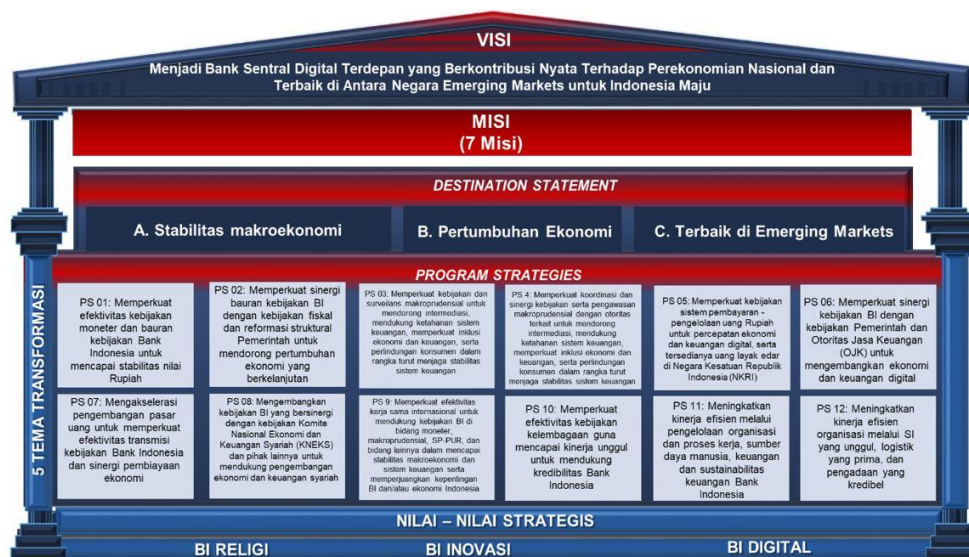 VISI
Menjadi Bank Sentral Digital Terdepan yang Berkontribusi Nyata Terhadap Perekonomian Nasional dan
Terbaik di Antara Negara Emerging Markets untuk Indonesia Maju
MISI
(7 Misi)
DESTINATION STATEMENT
A. Stabilitas makroekonomi
B. Pertumbuhan Ekonomi
C. Terbaik di Emerging Markets
5 TEMA TRANSFORMASI
PROGRAM STRATEGIES
PS 01: Memperkuat
efektivitas kebijakan
moneter dan bauran
kebijakan Bank
Indonesia untuk
mencapai stabilitas nilai
Rupiah
PS 02: Memperkuat sinergi
bauran kebijakan BI
dengan kebijakan fiskal
dan reformasi struktural
Pemerintah untuk
mendorong pertumbuhan
ekonomi yang
berkelanjutan
PS 03: Memperkuat kebijakan dan
surveilans makroprudensial untuk
mendorong intermediasi,
mendukung ketahanan sistem
keuangan, memperkuat inklusi
ekonomi dan keuangan, serta
perlindungan konsumen dalam
rangka turut menjaga stabilitas
sistem keuangan
PS 4: Memperkuat koordinasi dan
sinergi kebijakan serta pengawasan
makroprudensial dengan otoritas
terkait untuk mendorong
intermediasi, mendukung
ketahanan sistem keuangan,
memperkuat inklusi ekonomi dan
keuangan, serta perlindungan
konsumen dalam rangka turut
menjaga stabilitas sistem keuangan
PS 05: Memperkuat kebijakan
sistem pembayaran -
pengelolaan uang Rupiah
untuk percepatan ekonomi
dan keuangan digital, serta
tersedianya uang layak edar
di Negara Kesatuan Republik
Indonesia (NKRI)
PS 06: Memperkuat sinergi
kebijakan BI dengan
kebijakan Pemerintah dan
Otoritas Jasa Keuangan
(OJK) untuk
mengembangkan ekonomi
dan keuangan digital
PS 07: Mengakselerasi
pengembangan pasar
uang untuk memperkuat
efektivitas transmisi
kebijakan Bank Indonesia
dan sinergi pembiayaan
ekonomi
PS 08: Mengembangkan
kebijakan BI yang bersinergi
dengan kebijakan Komite
Nasional Ekonomi dan
Keuangan Syariah (KNEKS)
dan pihak lainnya untuk
mendukung pengembangan
ekonomi dan keuangan syariah
PS 9: Memperkuat efektivitas
kerja sama internasional untuk
mendukung kebijakan BI di
bidang moneter,
makroprudensial, SP-PUR, dan
bidang lainnya dalam mencapai
stabilitas makroekonomi dan
sistem keuangan serta
memperjuangkan kepentingan
BI dan/atau ekonomi Indonesia
PS 10: Memperkuat
efektivitas kebijakan
kelembagaan guna
mencapai kinerja unggul
untuk mendukung
kredibilitas Bank
Indonesia
PS 11: Meningkatkan
kinerja efisien melalui
pengelolaan organisasi
dan proses kerja, sumber
daya manusia, keuangan
dan sustainabilitas
keuangan Bank
Indonesia
PS 12: Meningkatkan
kinerja efisien
organisasi melalui SI
yang unggul, logistik
yang prima, dan
pengadaan yang
kredibel
NILAI – NILAI STRATEGIS
BI RELIGI
BI INOVASI
BI DIGITAL